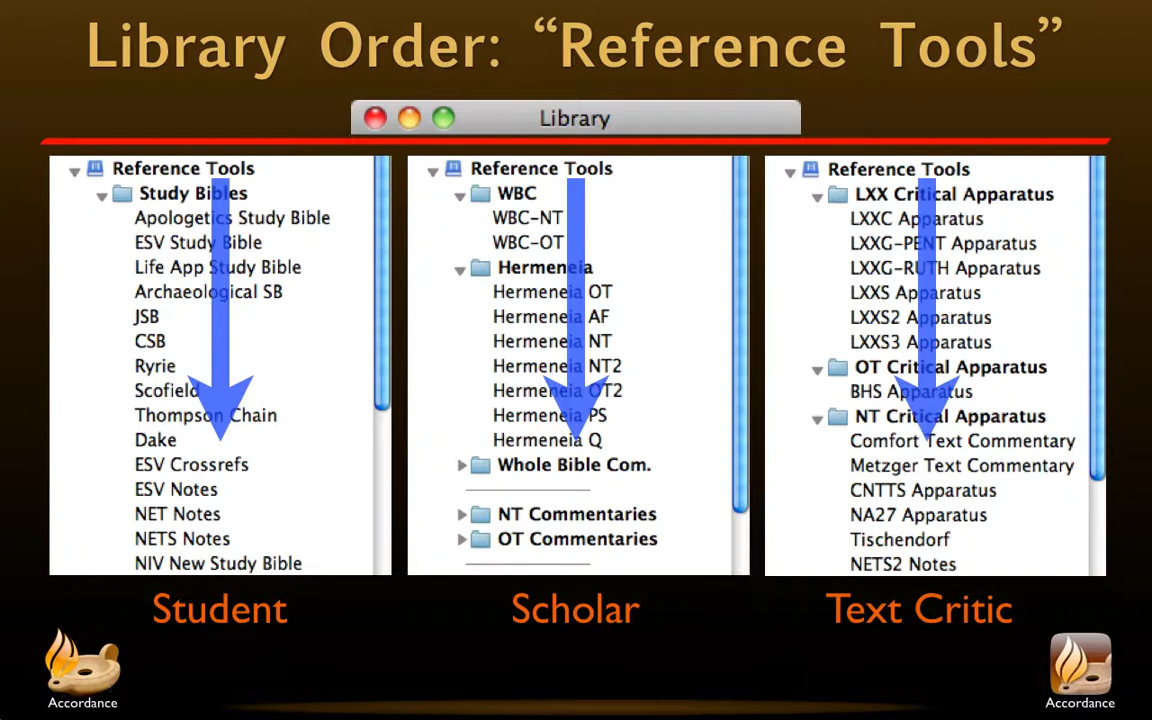 Library Order: “Reference Tools”
Library
Reference Tools
Study Bibles
Apologetics Study Bible
ESV Study Bible
Life App Study Bible
Archaeological SB
JSB
CSB
Ryrie
Scofield
Thompson Chain
Dake
ESV Crossrefs
ESV Notes
NET Notes
NETS Notes
NIV New Study Bible
Student
Reference Tools
WBC
WBC-NT
WBC-OT
Hermeneia
Hermeneia OT
Hermeneia AF
Hermeneia NT
Hermeneia NT2
Hermeneia OT2
Hermeneia PS
Hermeneia Q
Whole Bible Com.
NT Commentaries
OT Commentaries
Scholar
Reference Tools
LXX Critical Apparatus
LXXC Apparatus
LXXG-PENT Apparatus
LXXG-RUTH Apparatus
LXXS Apparatus
LXXS2 Apparatus
LXXS3 Apparatus
OT Critical Apparatus
BHS Apparatus
NT Critical Apparatus
Comfort Text Commentary
Metzger Text Commentary
CNTTS Apparatus
NA27 Apparatus
Tischendorf
NETS2 Notes
Text Critic
Accordance
Accordance